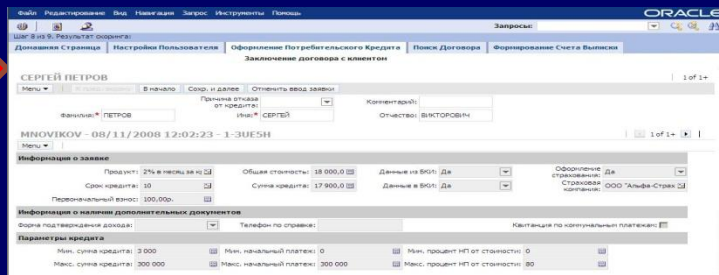 Файл Редактирование Вид Навигация Запрос Инструменты Помощь ORACLE
Запросы:
Шаг 8 из 9. Результат скоринга:
Домашняя Страница Настройки Пользователя Оформление Потребительского Кредита Поиск Договора Формирование Счета Выписки
Заключение договора с клиентом
СЕРГЕЙ ПЕТРОВ 1 of 1+
Menu В начало Сохр. и далее Отменить ввод заявки
Причина отказа от кредита: Комментарий:
Фамилия:* ПЕТРОВ Имя:* СЕРГЕЙ Отчество: ВИКТОРОВИЧ
MNOVIKOV - 08/11/2008 12:02:23 - 1-3UE5H 1 of 1+
Menu
Информация о заявке
Продукт: 2% в месяц за Общая стоимость: 18 000,0 Данные из БКИ: Да Оформление страхования: Да
Срок кредита: 10 Сумма кредита: 17 900,0 Данные в БКИ: Да Страховая компания: ООО "Альфа-Страх
Первоначальный взнос: 100,00р.
Информация о наличии дополнительных документов
Форма подтверждения дохода: Телефон по справке: Квитанция по коммунальным платежам:
Параметры кредита
Мин. сумма кредита: 3 000 Мин. начальный платеж: 0 Мин. процент НП от стоимости: 0
Макс. сумма кредита: 300 000 Макс. начальный платеж: 300 000 Макс. процент НП от стоимости: 80